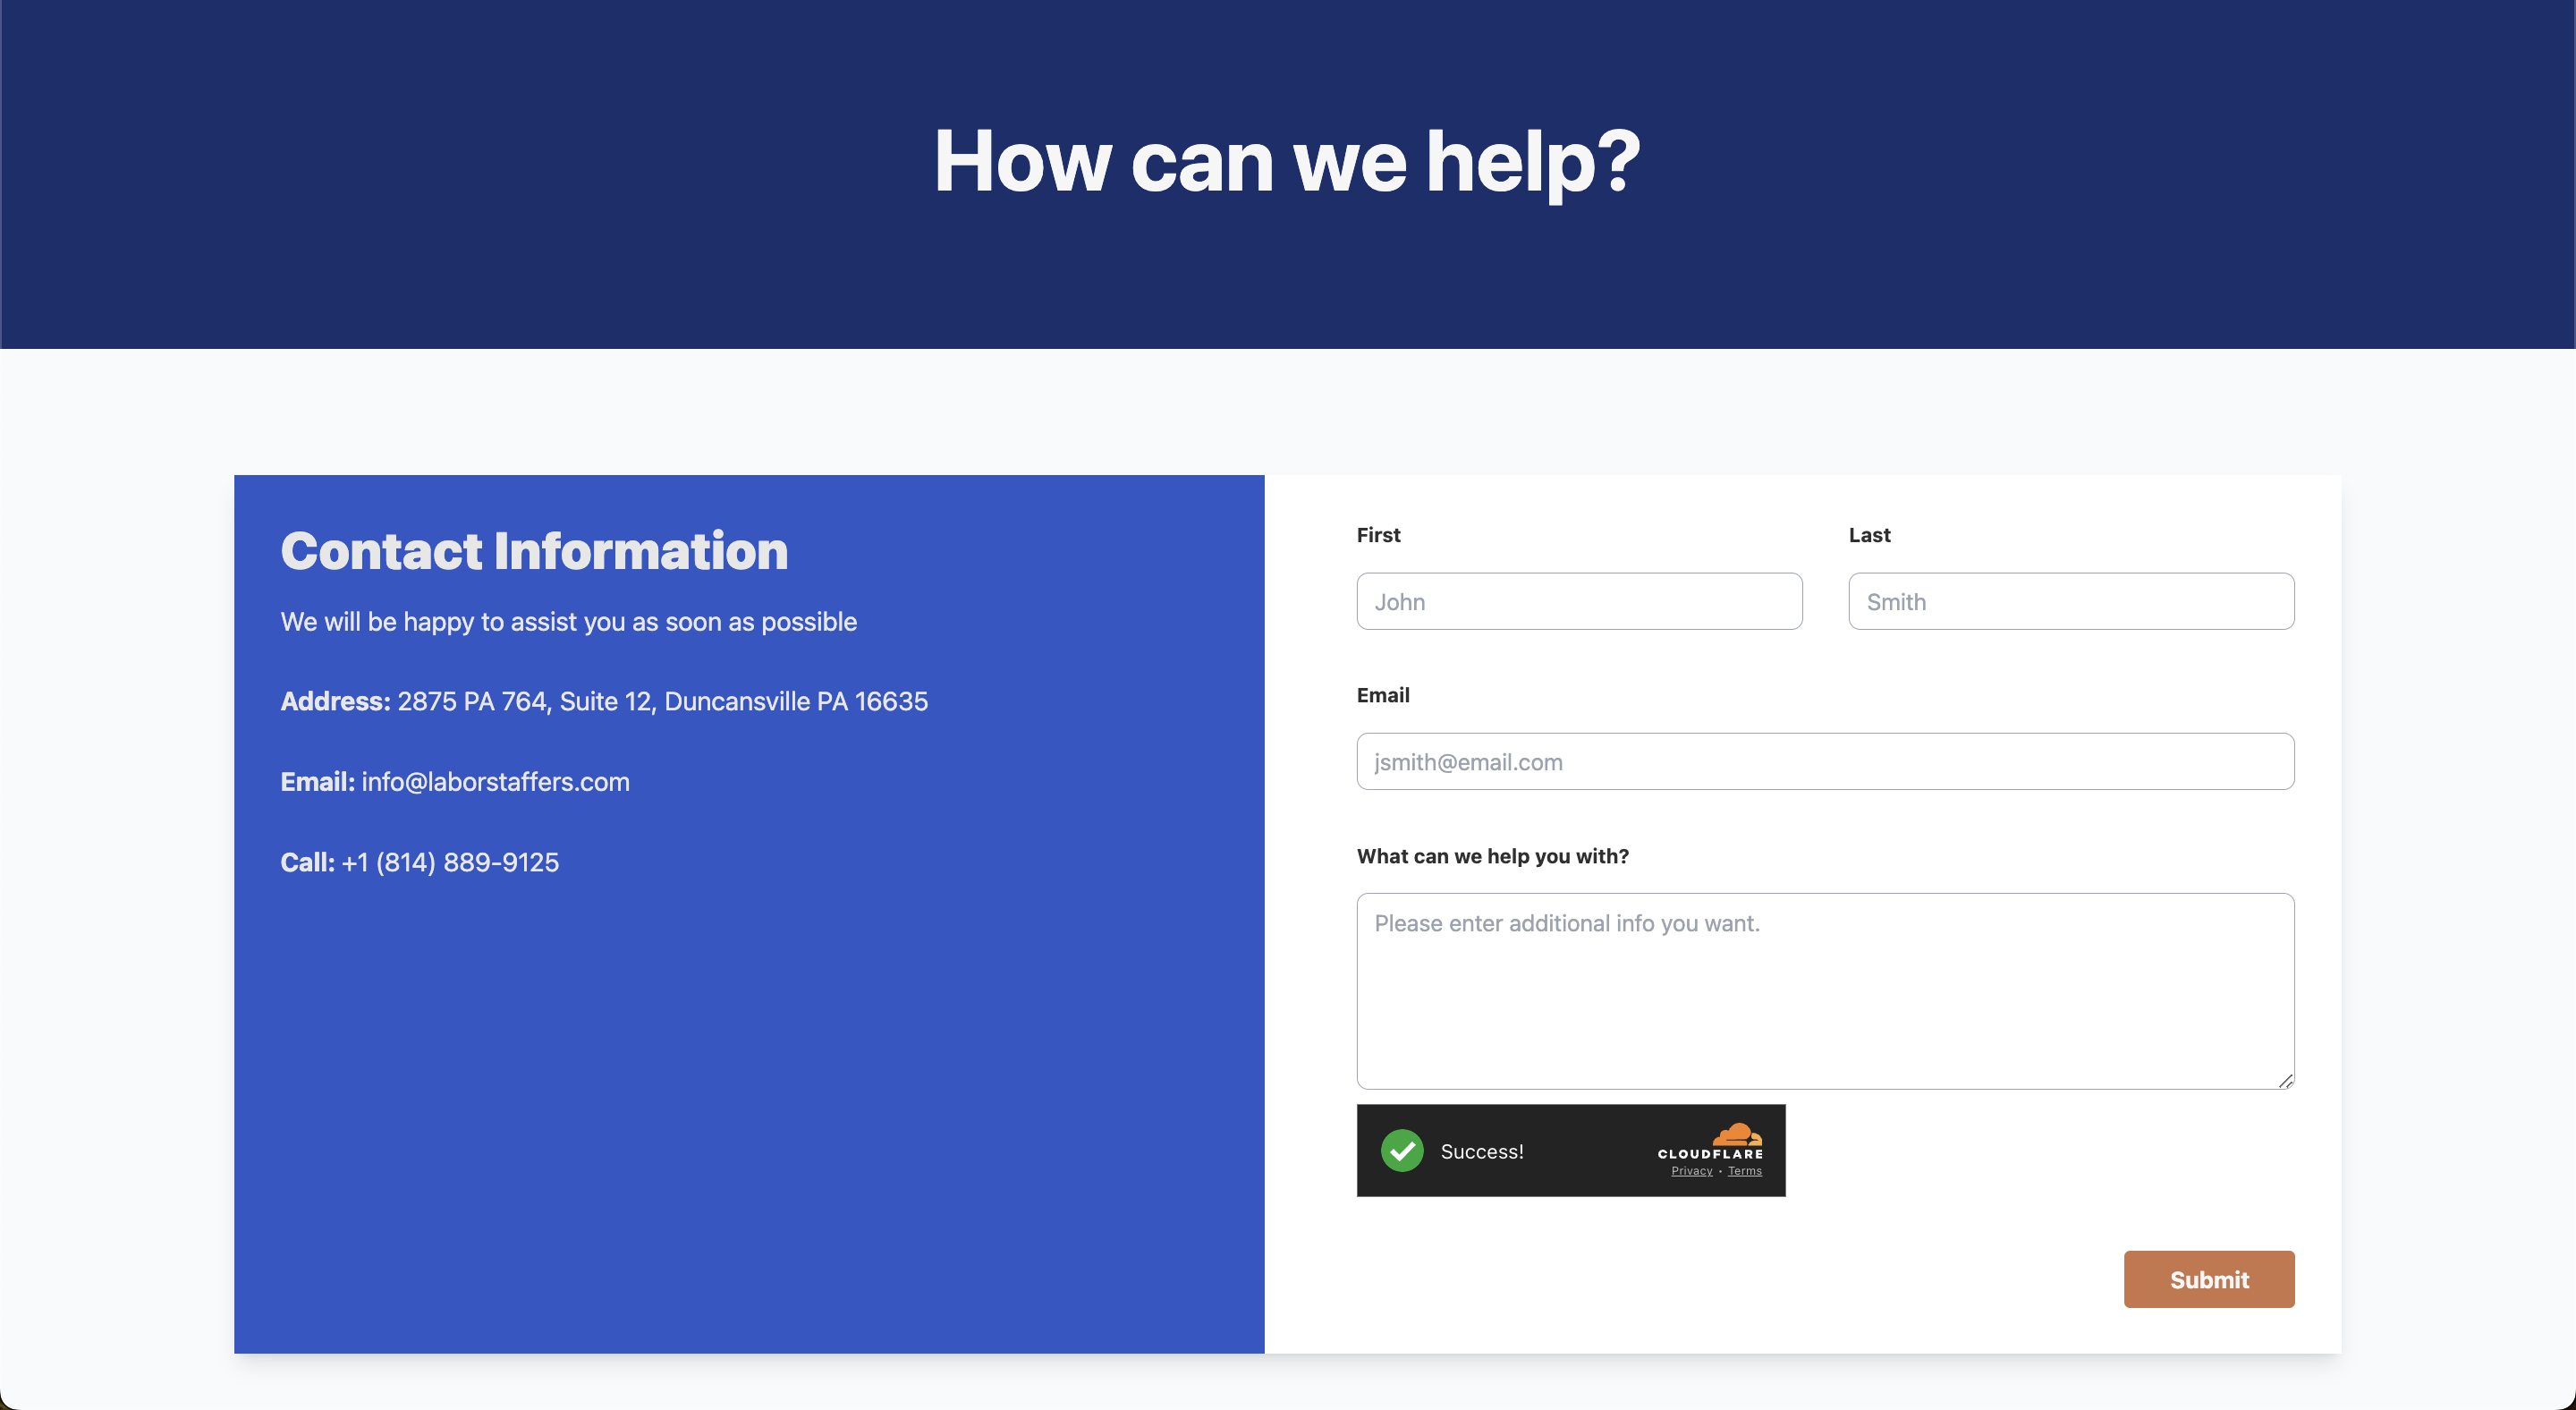 How can we help?
Contact Information
We will be happy to assist you as soon as possible
Address: 2875 PA 764, Suite 12, Duncansville PA 16635
Email: info@laborstaffers.com
Call: +1 (814) 889-9125
First
Last
John
Smith
Email
jsmith@email.com
What can we help you with?
Please enter additional info you want.
Success!
CLOUDFLARE
Privacy • Terms
Submit